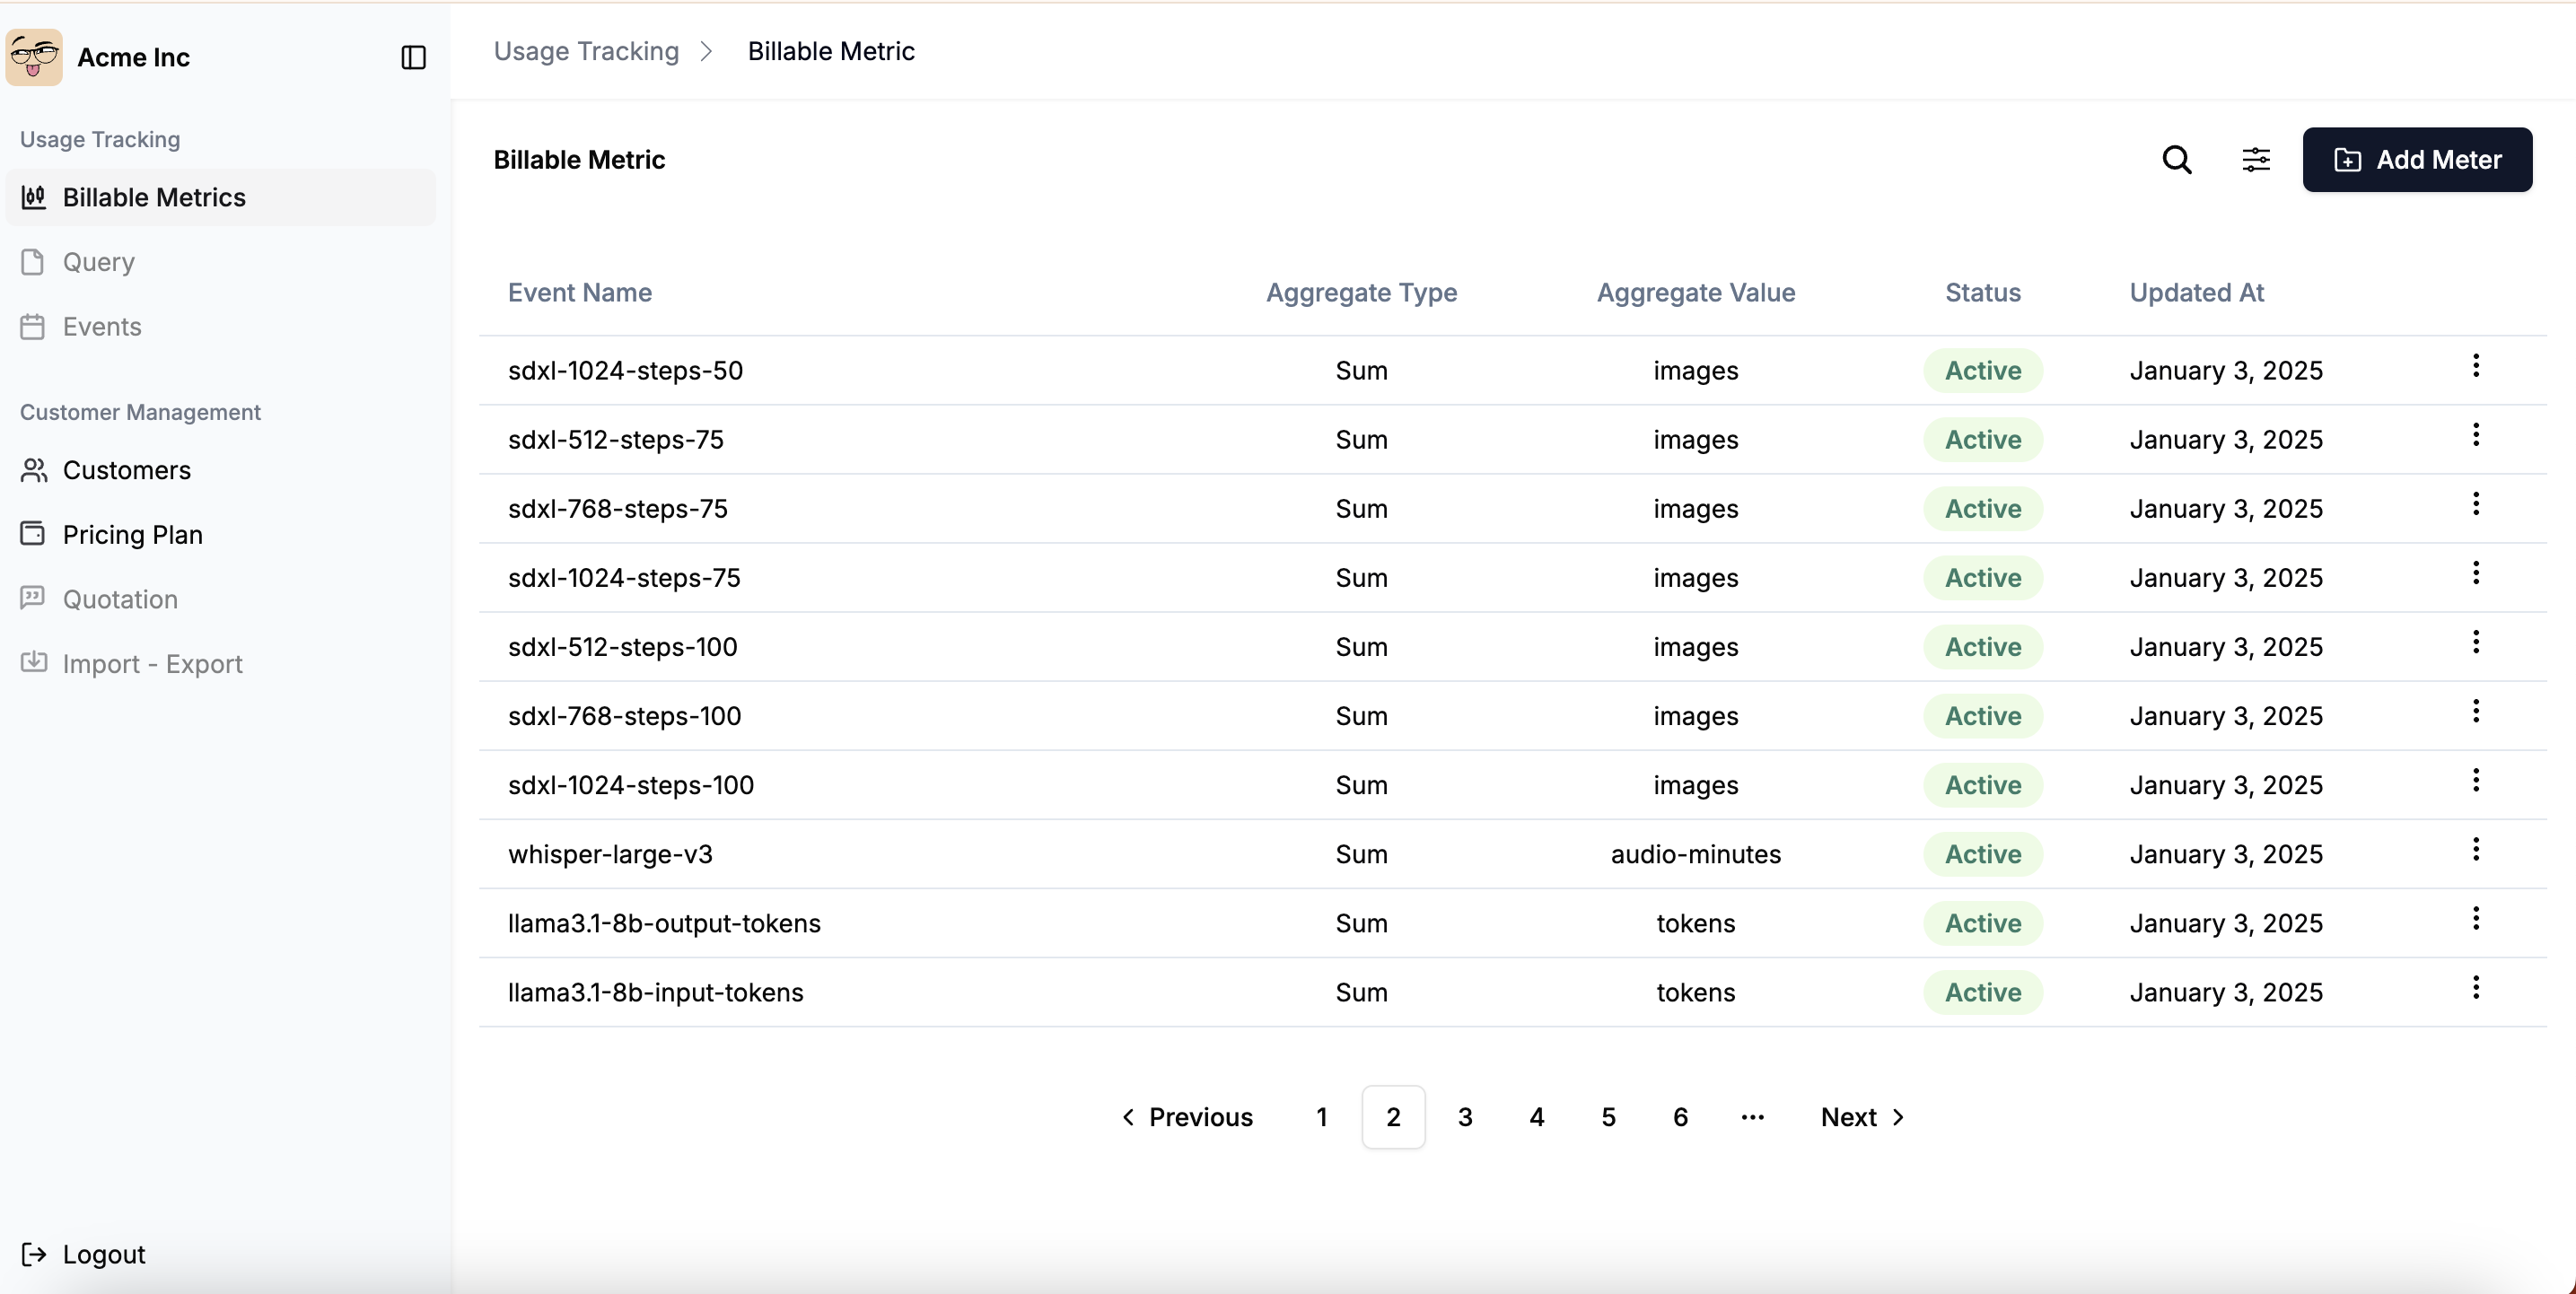 Acme Inc
Usage Tracking
Billable Metrics
Query
Events
Customer Management
Customers
Pricing Plan
Quotation
Import - Export
Logout
Usage Tracking > Billable Metric
Billable Metric
Add Meter
Event Name Aggregate Type Aggregate Value Status Updated At
sdxl-1024-steps-50 Sum images Active January 3, 2025
sdxl-512-steps-75 Sum images Active January 3, 2025
sdxl-768-steps-75 Sum images Active January 3, 2025
sdxl-1024-steps-75 Sum images Active January 3, 2025
sdxl-512-steps-100 Sum images Active January 3, 2025
sdxl-768-steps-100 Sum images Active January 3, 2025
sdxl-1024-steps-100 Sum images Active January 3, 2025
whisper-large-v3 Sum audio-minutes Active January 3, 2025
llama3.1-8b-output-tokens Sum tokens Active January 3, 2025
llama3.1-8b-input-tokens Sum tokens Active January 3, 2025
< Previous 1 2 3 4 5 6 ... Next >